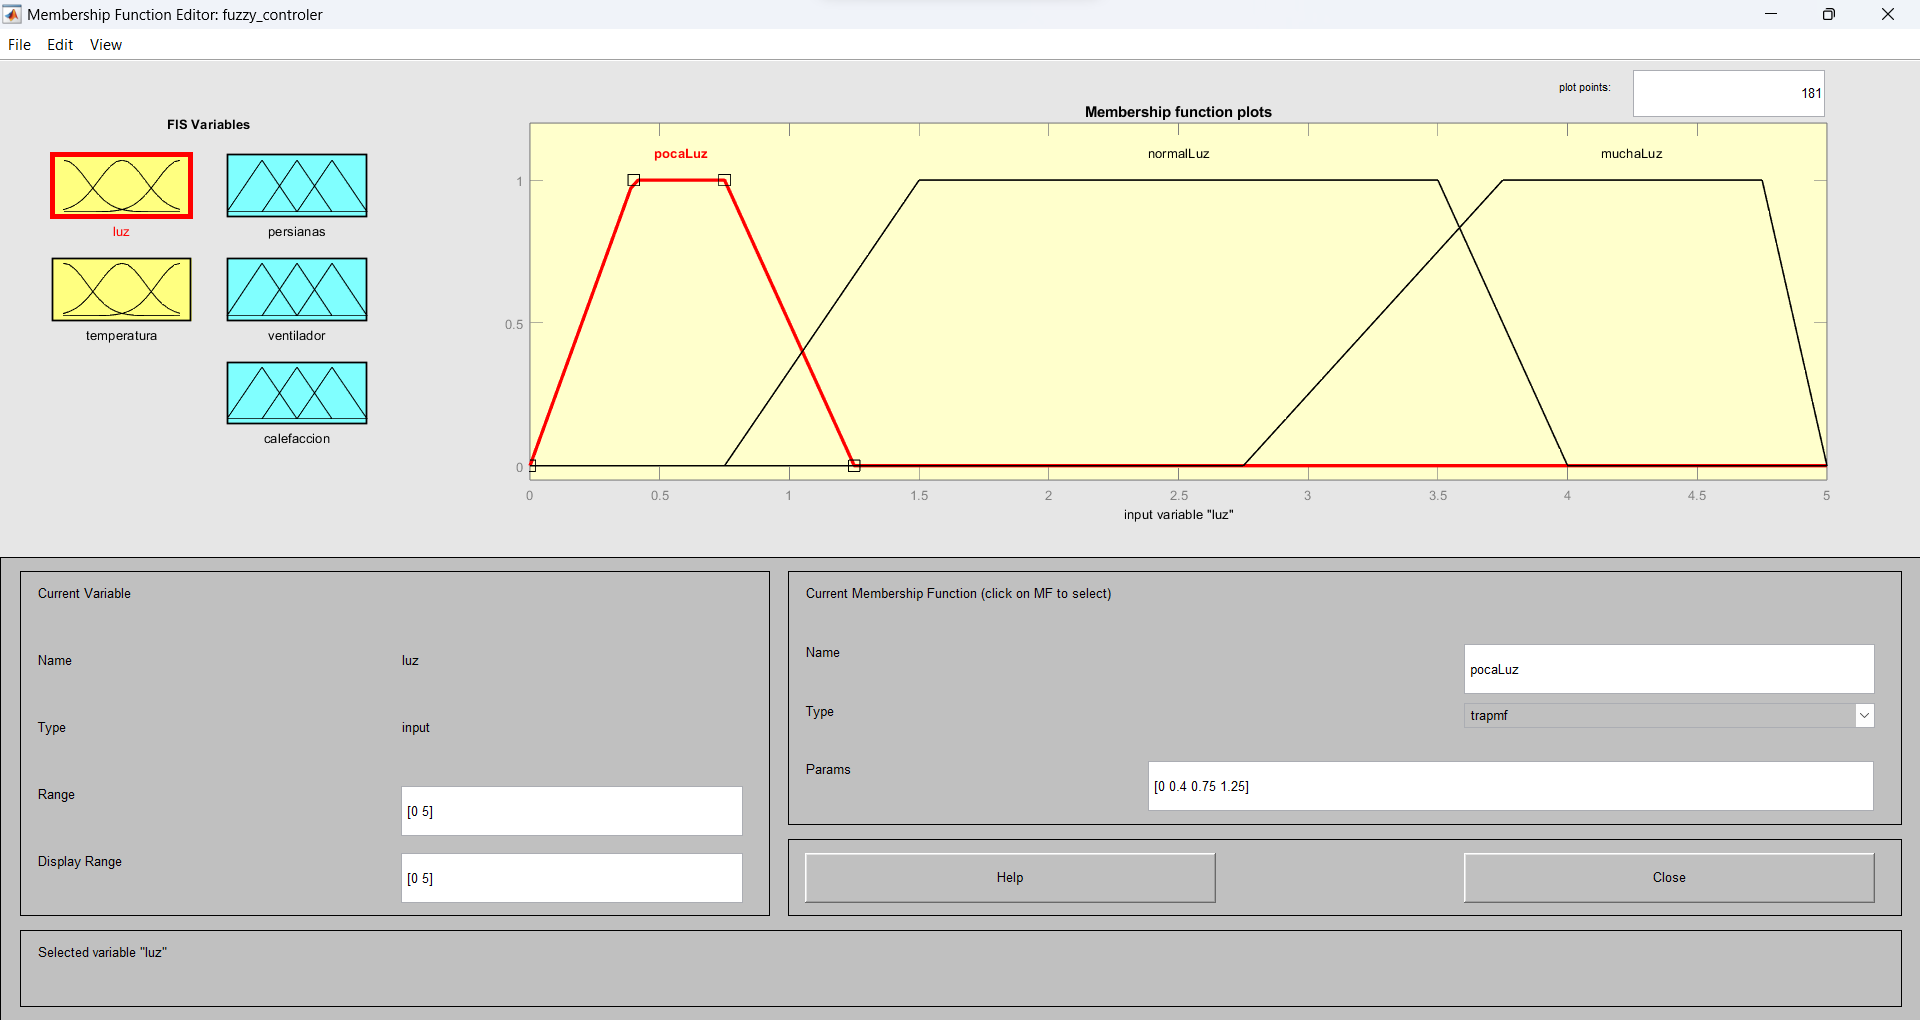 Membership Function Editor: fuzzy_controler
File Edit View
plot points:
181
FIS Variables
luz
persianas
temperatura
ventilador
calefaccion
Membership function plots
pocaLuz
normalLuz
muchaLuz
1
0.5
0
0 0.5 1 1.5 2 2.5 3 3.5 4 4.5 5
input variable "luz"
Current Variable
Name luz
Type input
Range [0 5]
Display Range [0 5]
Current Membership Function (click on MF to select)
Name pocaLuz
Type trapmf
Params [0 0.4 0.75 1.25]
Help
Close
Selected variable "luz"